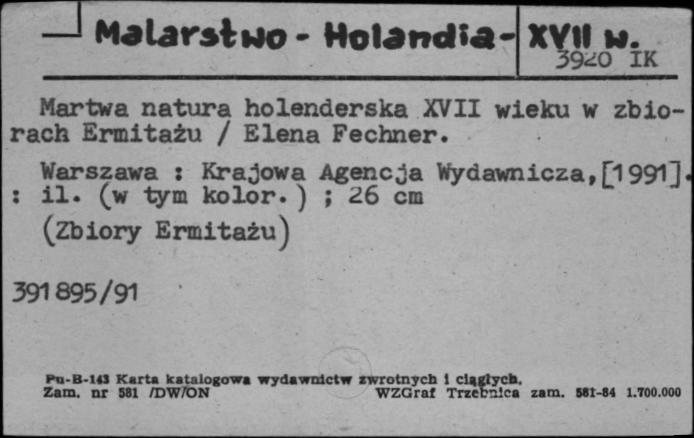 Malarstwo - Holandia - XVII w.
3920 IK
Martwa natura holenderska XVII wieku w zbio-
rach Ermitażu / Elena Fechner.
Warszawa : Krajowa Agencja Wydawnicza,[1991].
: il. (w tym kolor.) ; 26 cm
(Zbiory Ermitażu)
391895/91
Pu-B-143 Karta katalogowa wydawnictw zwrotnych i ciągłych.
Zam. nr 581 /DW/ON WZGraf Trzebnica zam. 581-84 1.700.000